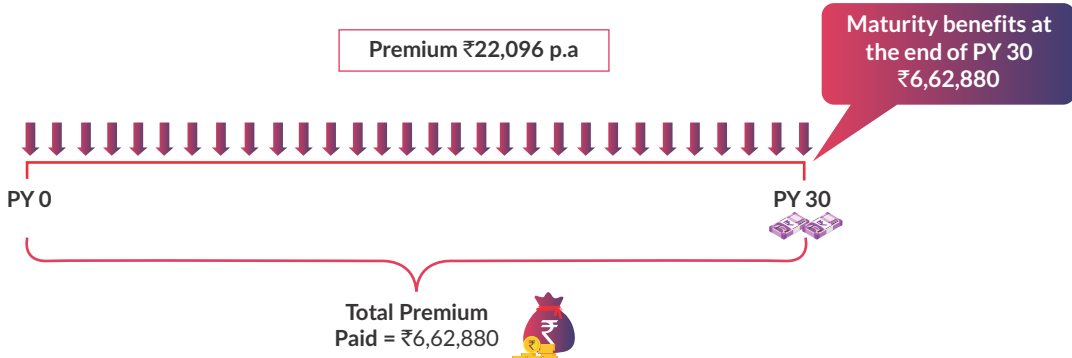 Premium ₹22,096 p.a
Maturity benefits at
the end of PY 30
₹6,62,880
PY 0
PY 30
Total Premium
Paid = ₹6,62,880
₹
₹